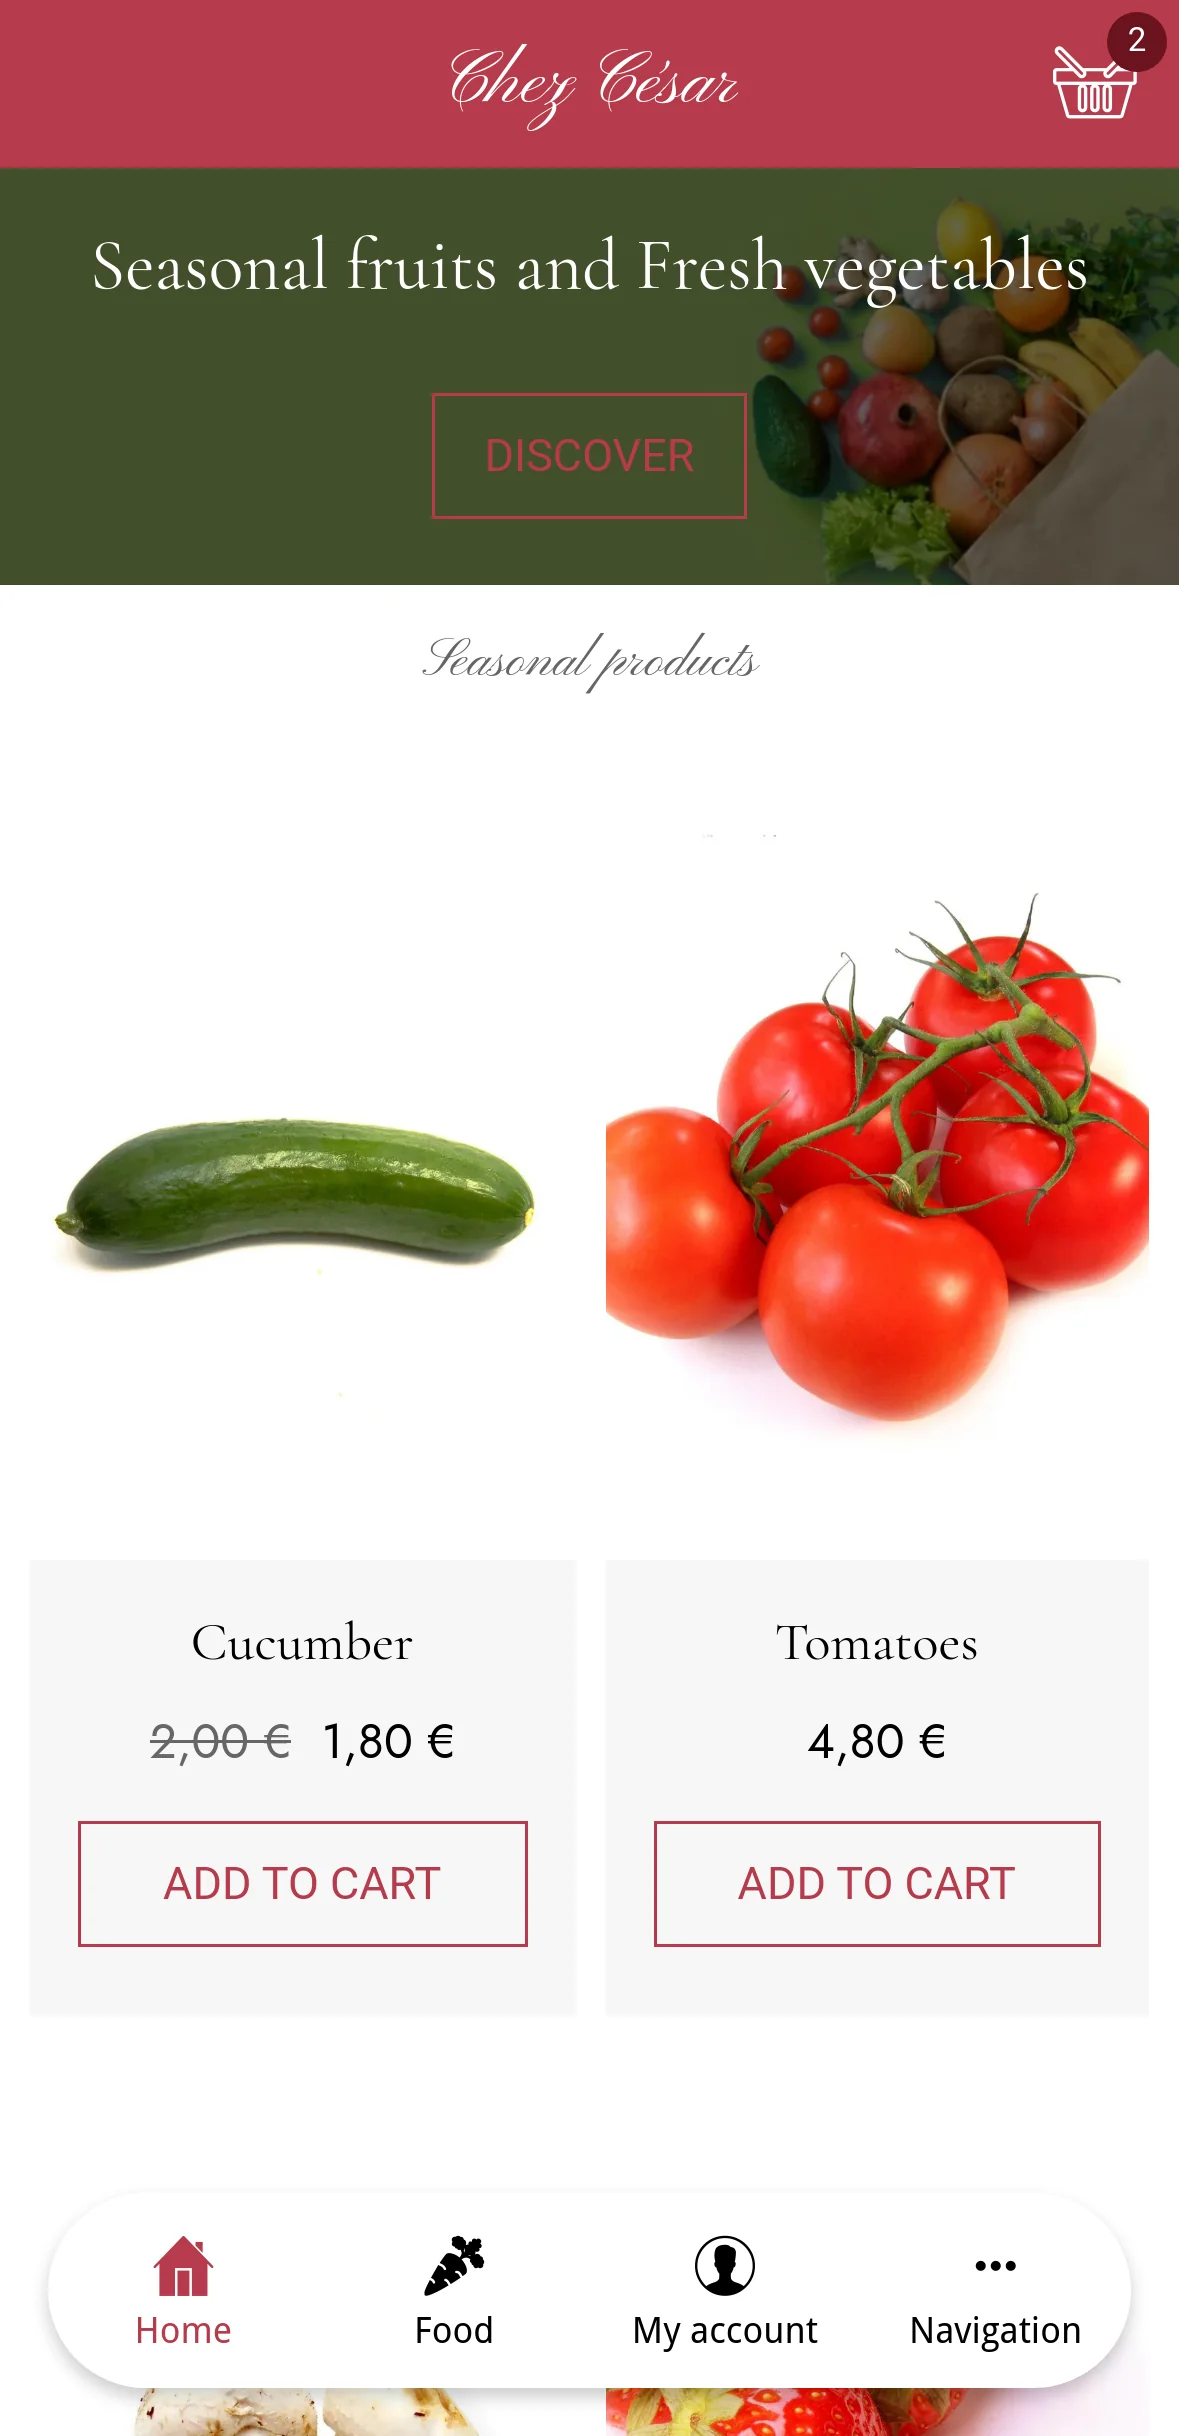 Chez César
2
Seasonal fruits and Fresh vegetables
DISCOVER
Seasonal products
Cucumber
2,00 € 1,80 €
ADD TO CART
Tomatoes
4,80 €
ADD TO CART
Home
Food
My account
Navigation